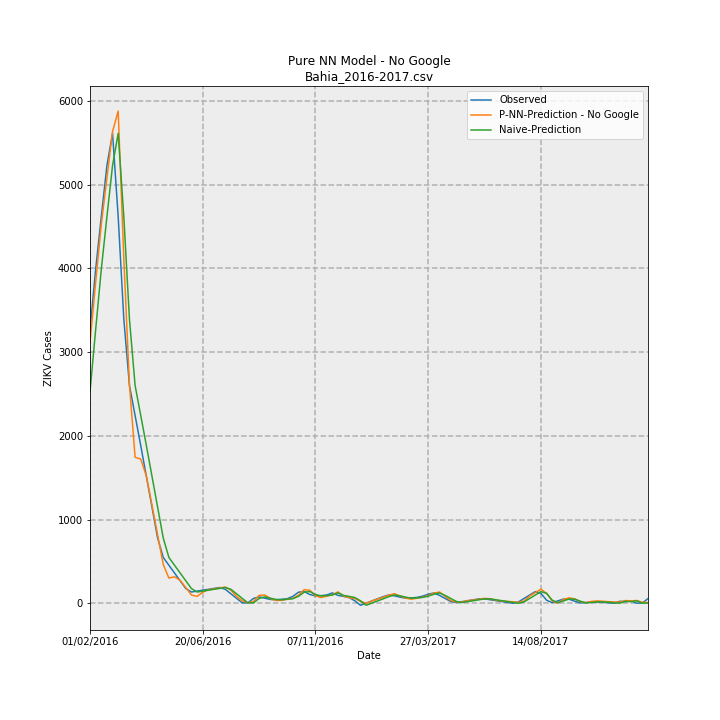 Pure NN Model - No Google
Bahia_2016-2017.csv
Observed
P-NN-Prediction - No Google
Naive-Prediction
6000
5000
4000
3000
2000
1000
0
ZIKV Cases
01/02/2016
20/06/2016
07/11/2016
27/03/2017
14/08/2017
Date